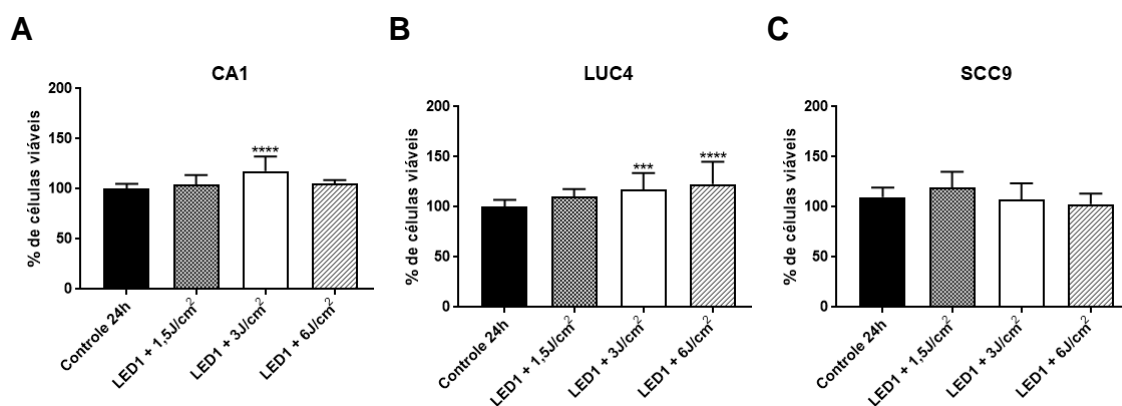 A
CA1
% de células viáveis
200
150
100
50
0
****
Controle 24h
LED1 + 1,5J/cm²
LED1 + 3J/cm²
LED1 + 6J/cm²
B
LUC4
% de células viáveis
200
150
100
50
0
***
****
Controle 24h
LED1 + 1,5J/cm²
LED1 + 3J/cm²
LED1 + 6J/cm²
C
SCC9
% de células viáveis
200
150
100
50
0
Controle 24h
LED1 + 1,5J/cm²
LED1 + 3J/cm²
LED1 + 6J/cm²